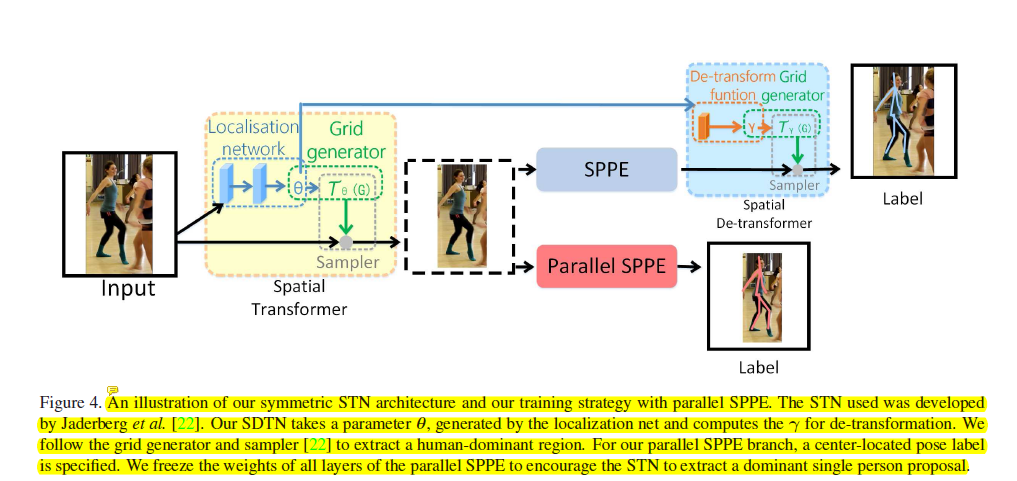 De-transform Grid
funtion generator
γ Tγ (G)
Sampler
Localisation Grid
network generator
θ Tθ (G)
Sampler
SPPE
Spatial
De-transformer
Label
Input
Spatial
Transformer
Parallel SPPE
Label
Figure 4. An illustration of our symmetric STN architecture and our training strategy with parallel SPPE. The STN used was developed
by Jaderberg et al. [22]. Our SDTN takes a parameter θ, generated by the localization net and computes the γ for de-transformation. We
follow the grid generator and sampler [22] to extract a human-dominant region. For our parallel SPPE branch, a center-located pose label
is specified. We freeze the weights of all layers of the parallel SPPE to encourage the STN to extract a dominant single person proposal.